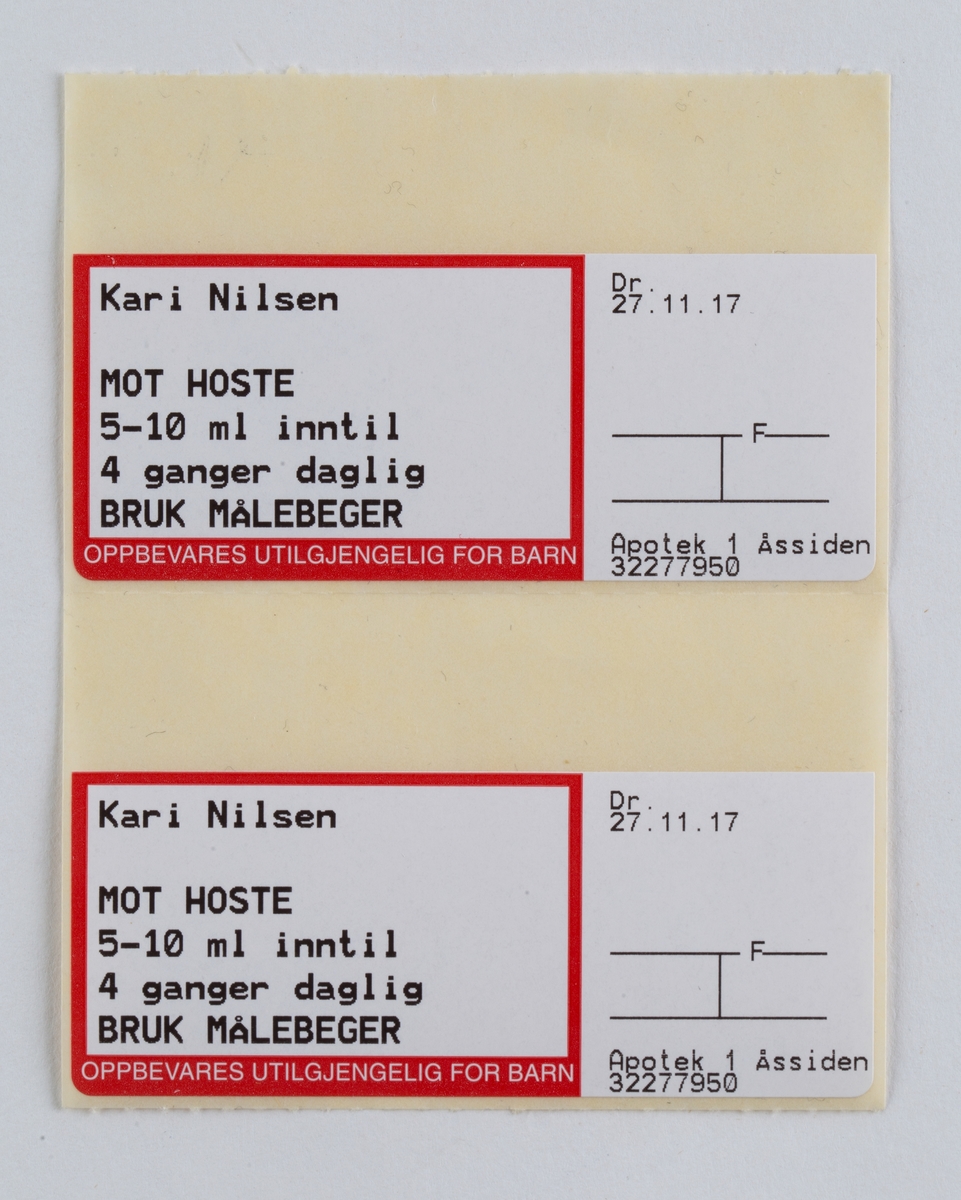 Kari Nilsen
MOT HOSTE
5-10 ml inntil
4 ganger daglig
BRUK MÅLEBEGER
OPPBEVARES UTILGJENGELIG FOR BARN
Dr.
27.11.17
F
Apotek 1 Åssiden
32277950
Kari Nilsen
MOT HOSTE
5-10 ml inntil
4 ganger daglig
BRUK MÅLEBEGER
OPPBEVARES UTILGJENGELIG FOR BARN
Dr.
27.11.17
F
Apotek 1 Åssiden
32277950